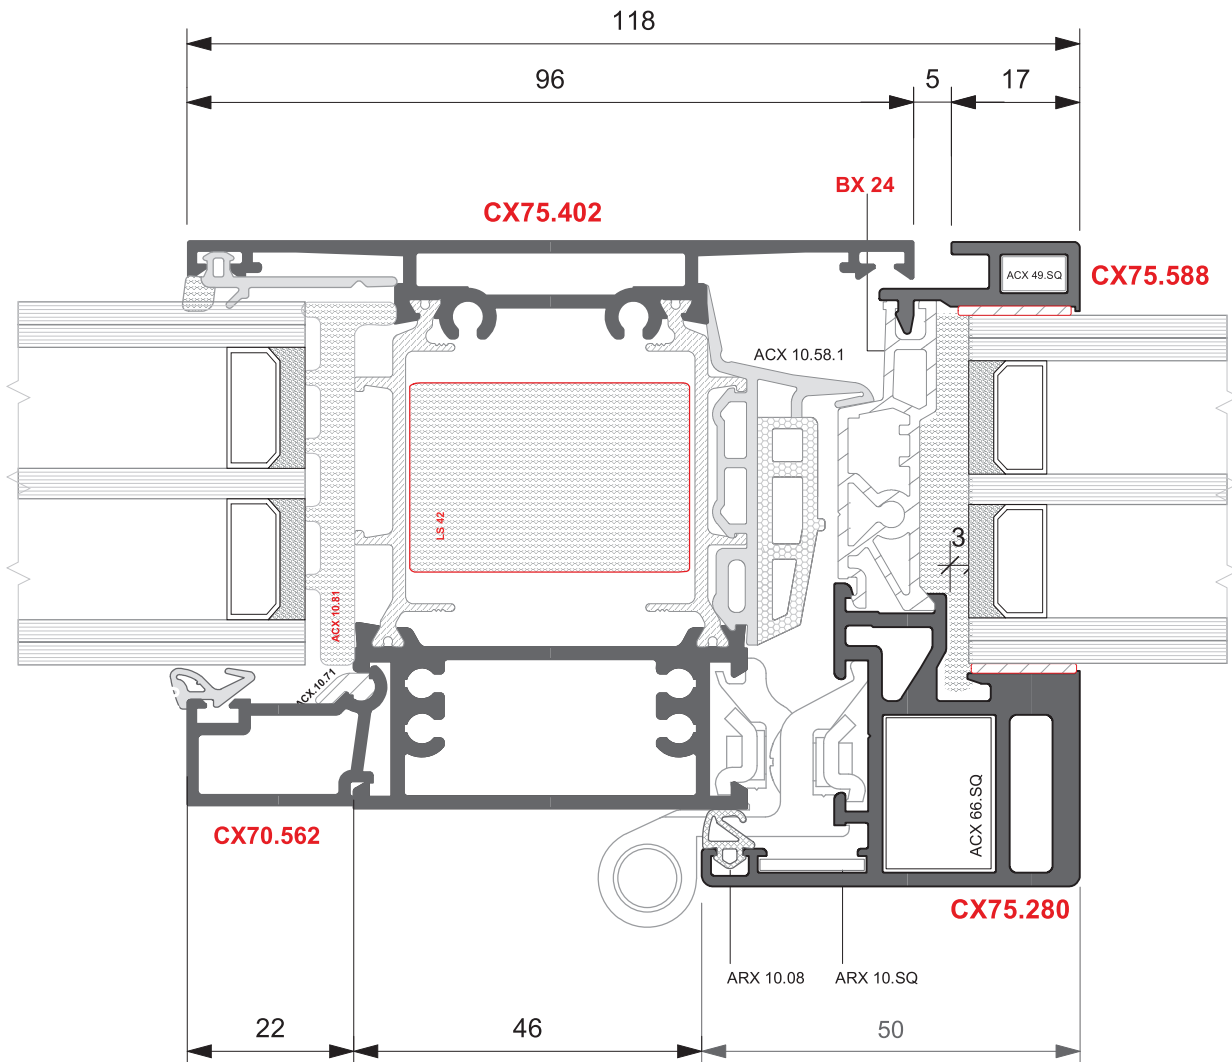 118
96
5
17
BX 24
CX75.402
ACX 49.SQ
CX75.588
ACX 10.58.1
LS 42
3
ACX 10.81
ACX.10.71
ACX 66.SQ
CX70.562
CX75.280
ARX 10.08
ARX 10.SQ
22
46
50